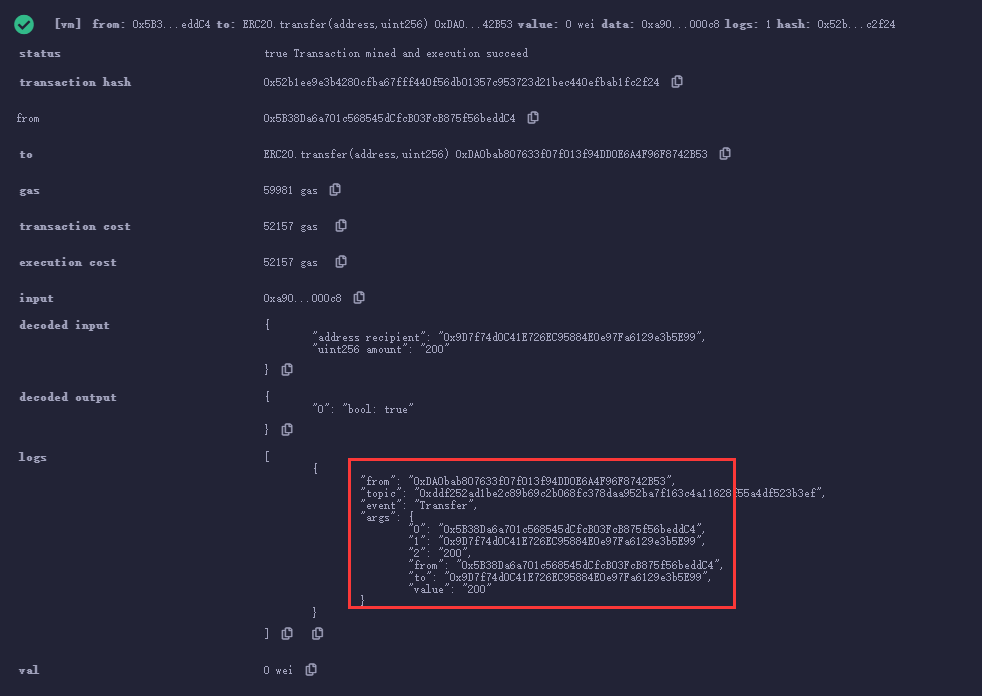 [vm] from: 0x5B3...eddC4 to: ERC20.transfer(address,uint256) 0xDA0...42B53 value: 0 wei data: 0xa90...000c8 logs: 1 hash: 0x52b...c2f24
status true Transaction mined and execution succeed
transaction hash 0x52b1ee9e3b4280cfba67fff440f56db01357c953723d21bec440efbab1fc2f24
from 0x5B38Da6a701c568545dCfcB03FcB875f56beddC4
to ERC20.transfer(address,uint256) 0xDA0bab807633f07f013f94DD0E6A4F96F8742B53
gas 59981 gas
transaction cost 52157 gas
execution cost 52157 gas
input 0xa90...000c8
decoded input {
"address recipient": "0x9D7f74d0C41E726EC95884E0e97Fa6129e3b5E99",
"uint256 amount": "200"
}
decoded output {
"0": "bool: true"
}
logs [
{
"from": "0xDA0bab807633f07f013f94DD0E6A4F96F8742B53",
"topic": "0xddf252ad1be2c89b69c2b068fc378daa952ba7f163c4a11628f55a4df523b3ef",
"event": "Transfer",
"args": {
"0": "0x5B38Da6a701c568545dCfcB03FcB875f56beddC4",
"1": "0x9D7f74d0C41E726EC95884E0e97Fa6129e3b5E99",
"2": "200",
"from": "0x5B38Da6a701c568545dCfcB03FcB875f56beddC4",
"to": "0x9D7f74d0C41E726EC95884E0e97Fa6129e3b5E99",
"value": "200"
}
}
]
val 0 wei